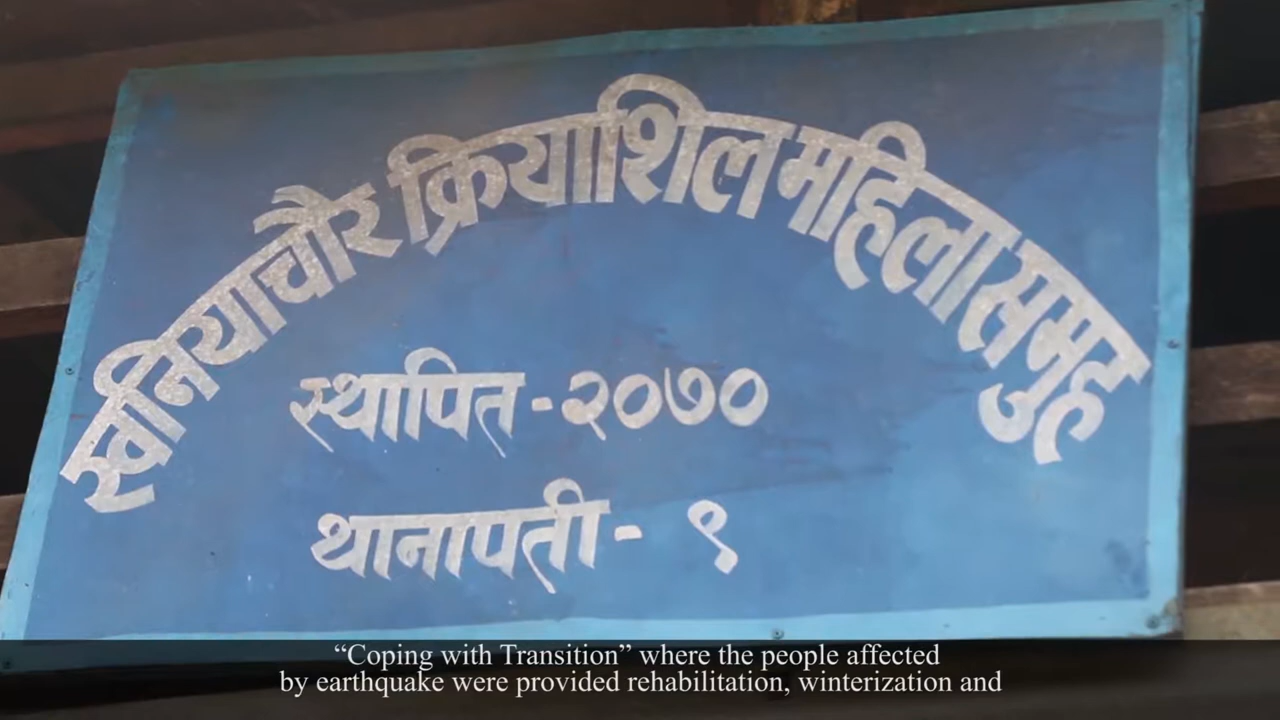 खनियाचौर क्रियाशिल महिला समुह
स्थापित - २०७०
थानापती - ९
“Coping with Transition” where the people affected
by earthquake were provided rehabilitation, winterization and